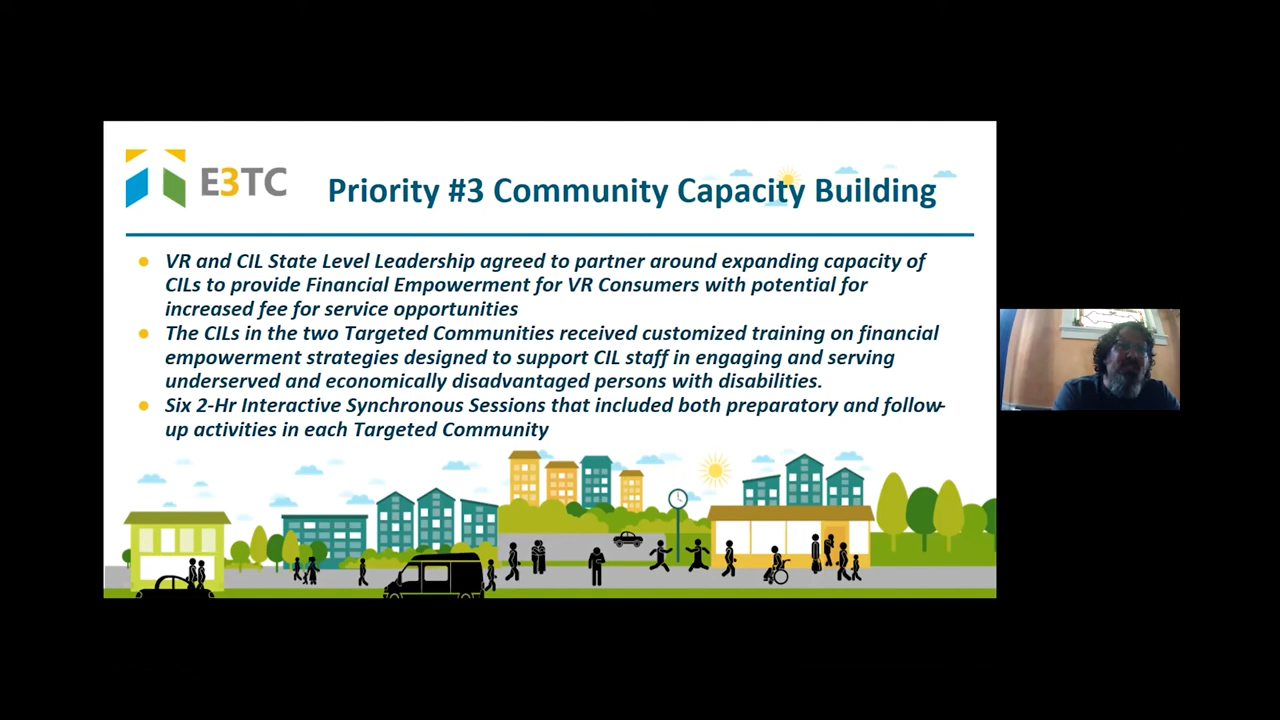 E3TC
Priority #3 Community Capacity Building
VR and CIL State Level Leadership agreed to partner around expanding capacity of
CILs to provide Financial Empowerment for VR Consumers with potential for
increased fee for service opportunities
The CILs in the two Targeted Communities received customized training on financial
empowerment strategies designed to support CIL staff in engaging and serving
underserved and economically disadvantaged persons with disabilities.
Six 2-Hr Interactive Synchronous Sessions that included both preparatory and follow-
up activities in each Targeted Community